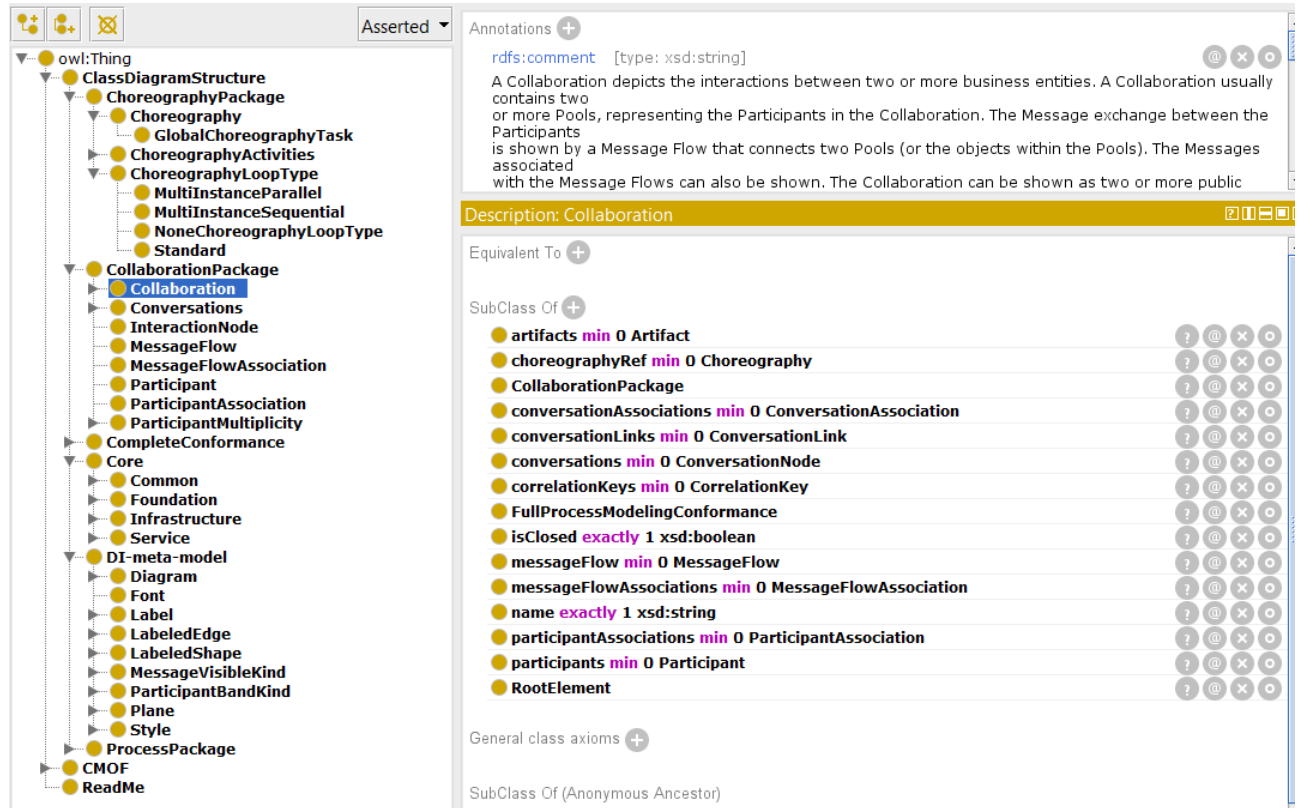 Asserted
owl:Thing
ClassDiagramStructure
ChoreographyPackage
Choreography
GlobalChoreographyTask
ChoreographyActivities
ChoreographyLoopType
MultiInstanceParallel
MultiInstanceSequential
NoneChoreographyLoopType
Standard
CollaborationPackage
Collaboration
Conversations
InteractionNode
MessageFlow
MessageFlowAssociation
Participant
ParticipantAssociation
ParticipantMultiplicity
CompleteConformance
Core
Common
Foundation
Infrastructure
Service
DI-meta-model
Diagram
Font
Label
LabeledEdge
LabeledShape
MessageVisibleKind
ParticipantBandKind
Plane
Style
ProcessPackage
CMOF
ReadMe
Annotations
rdfs:comment [type: xsd:string]
A Collaboration depicts the interactions between two or more business entities. A Collaboration usually
contains two
or more Pools, representing the Participants in the Collaboration. The Message exchange between the
Participants
is shown by a Message Flow that connects two Pools (or the objects within the Pools). The Messages
associated
with the Message Flows can also be shown. The Collaboration can be shown as two or more public
Description: Collaboration
Equivalent To
SubClass Of
artifacts min 0 Artifact
choreographyRef min 0 Choreography
CollaborationPackage
conversationAssociations min 0 ConversationAssociation
conversationLinks min 0 ConversationLink
conversations min 0 ConversationNode
correlationKeys min 0 CorrelationKey
FullProcessModelingConformance
isClosed exactly 1 xsd:boolean
messageFlow min 0 MessageFlow
messageFlowAssociations min 0 MessageFlowAssociation
name exactly 1 xsd:string
participantAssociations min 0 ParticipantAssociation
participants min 0 Participant
RootElement
General class axioms
SubClass Of (Anonymous Ancestor)